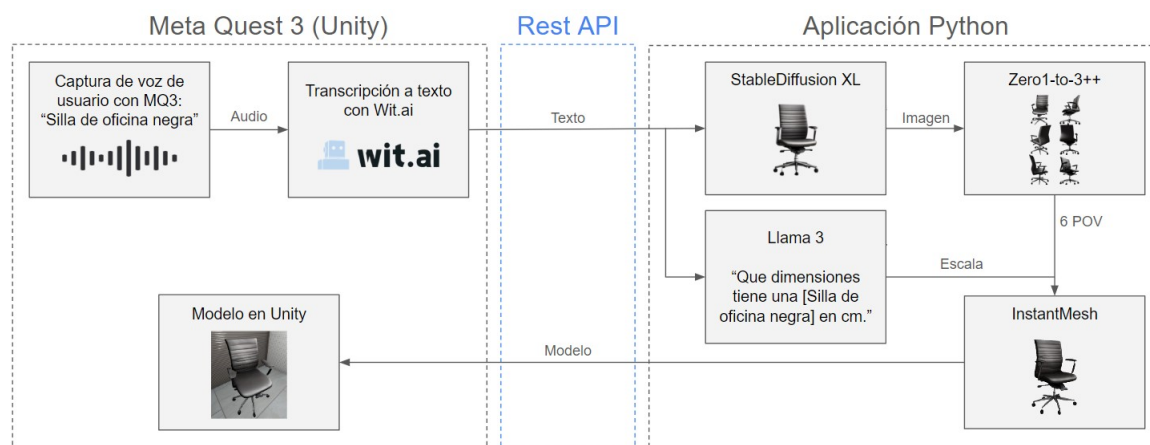 Meta Quest 3 (Unity)
Rest API
Aplicación Python
Captura de voz de
usuario con MQ3:
“Silla de oficina negra”
Audio
Transcripción a texto
con Wit.ai
wit.ai
Texto
StableDiffusion XL
Imagen
Zero1-to-3++
6 POV
Llama 3
“Que dimensiones
tiene una [Silla de
oficina negra] en cm.”
Escala
InstantMesh
Modelo
Modelo en Unity